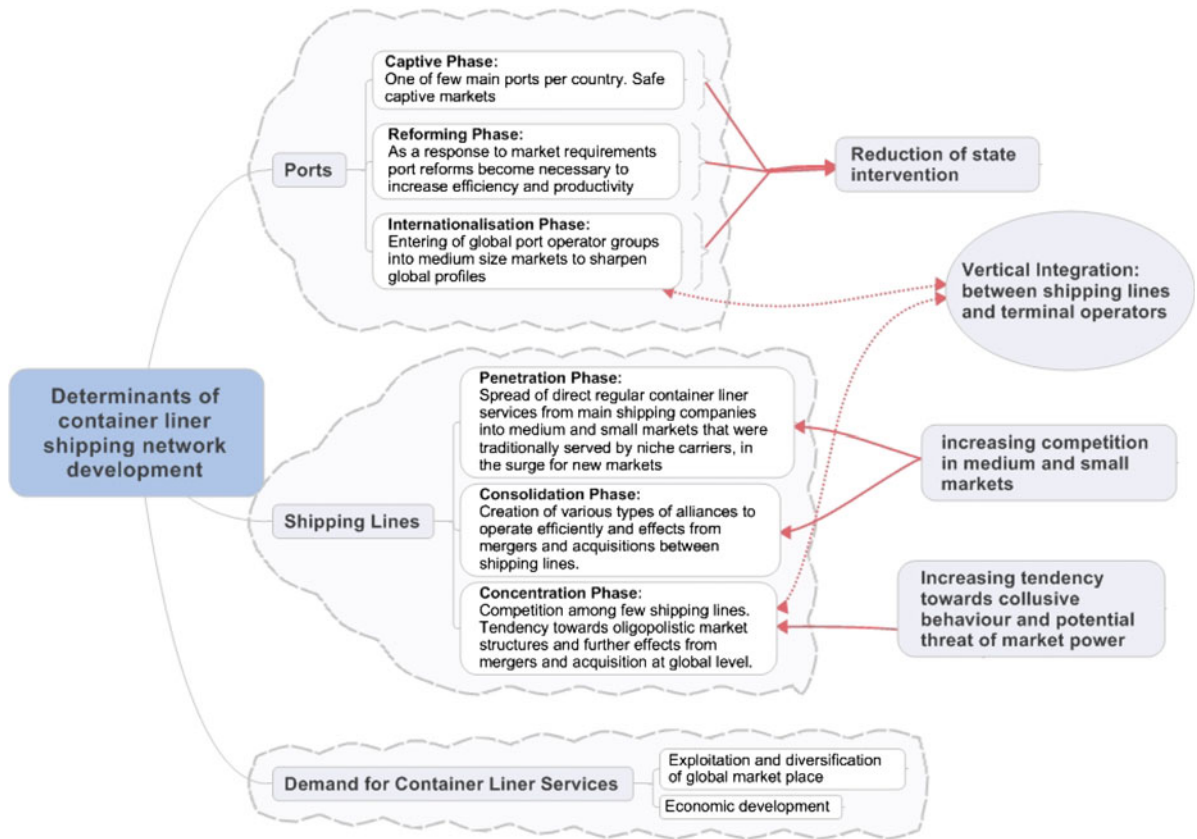 Captive Phase:
One of few main ports per country. Safe
captive markets
Reforming Phase:
As a response to market requirements
port reforms become necessary to
increase efficiency and productivity
Ports
Internationalisation Phase:
Entering of global port operator groups
into medium size markets to sharpen
global profiles
Reduction of state
intervention
Vertical Integration:
between shipping lines
and terminal operators
Determinants of
container liner
shipping network
development
Penetration Phase:
Spread of direct regular container liner
services from main shipping companies
into medium and small markets that were
traditionally served by niche carriers, in
the surge for new markets
Shipping Lines
Consolidation Phase:
Creation of various types of alliances to
operate efficiently and effects from
mergers and acquisitions between
shipping lines.
Concentration Phase:
Competition among few shipping lines.
Tendency towards oligopolistic market
structures and further effects from
mergers and acquisition at global level.
increasing competition
in medium and small
markets
Increasing tendency
towards collusive
behaviour and potential
threat of market power
Demand for Container Liner Services
Exploitation and diversification
of global market place
Economic development